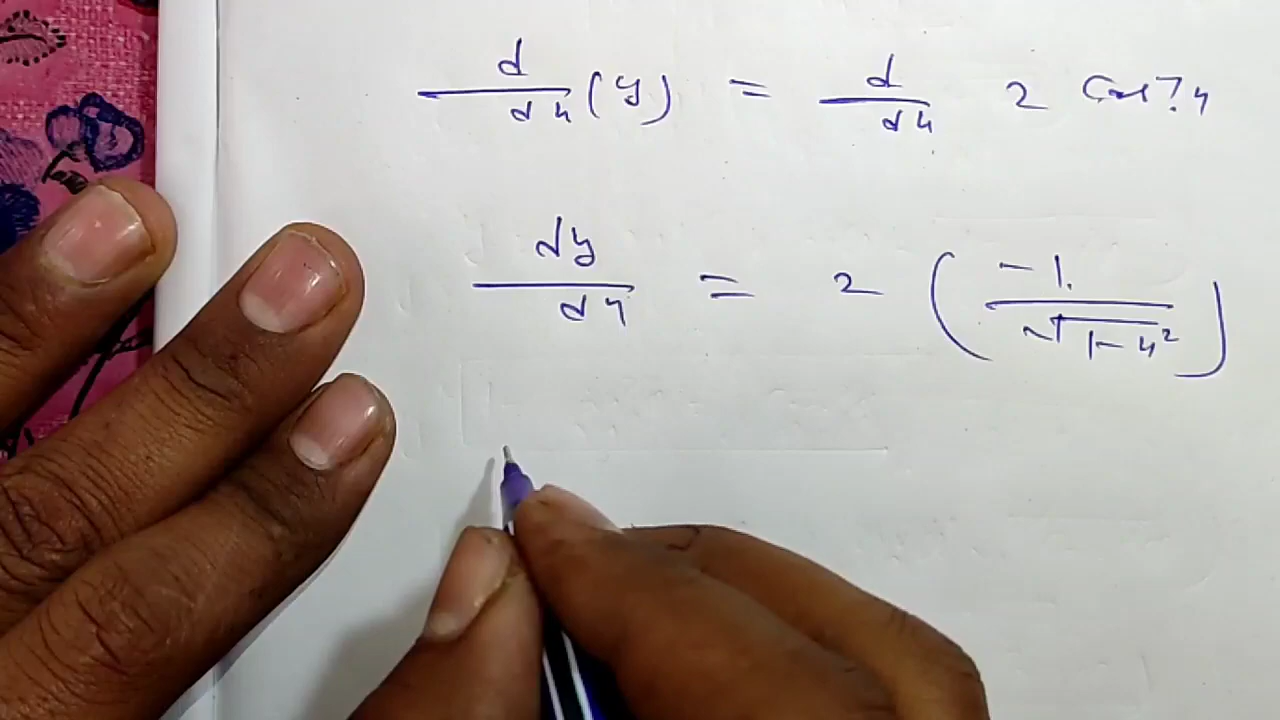 d/dx (y) = d/dx 2 Cos⁻¹x
dy/dx = 2 (-1/√1-x²)